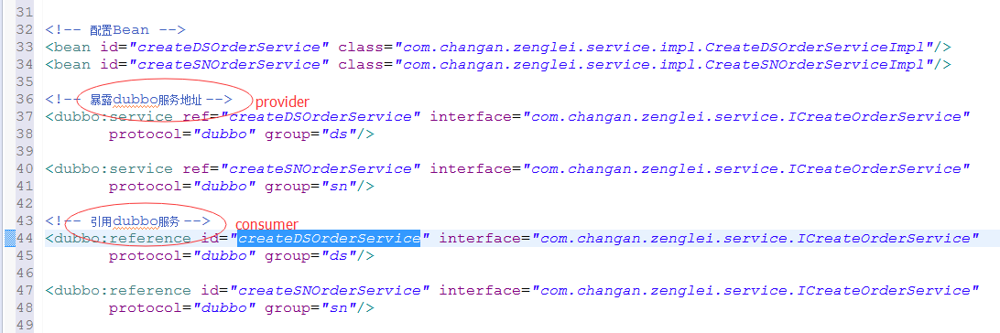 31
32 <!-- 配置Bean -->
33 <bean id="createDSOrderService" class="com.changan.zenglei.service.impl.CreateDSOrderServiceImpl"/>
34 <bean id="createSNOrderService" class="com.changan.zenglei.service.impl.CreateSNOrderServiceImpl"/>
35
36 <!-- 暴露dubbo服务地址 --> provider
37 <dubbo:service ref="createDSOrderService" interface="com.changan.zenglei.service.ICreateOrderService"
38 protocol="dubbo" group="ds"/>
39
40 <dubbo:service ref="createSNOrderService" interface="com.changan.zenglei.service.ICreateOrderService"
41 protocol="dubbo" group="sn"/>
42
43 <!-- 引用dubbo服务 --> consumer
44 <dubbo:reference id="createDSOrderService" interface="com.changan.zenglei.service.ICreateOrderService"
45 protocol="dubbo" group="ds"/>
46
47 <dubbo:reference id="createSNOrderService" interface="com.changan.zenglei.service.ICreateOrderService"
48 protocol="dubbo" group="sn"/>
49